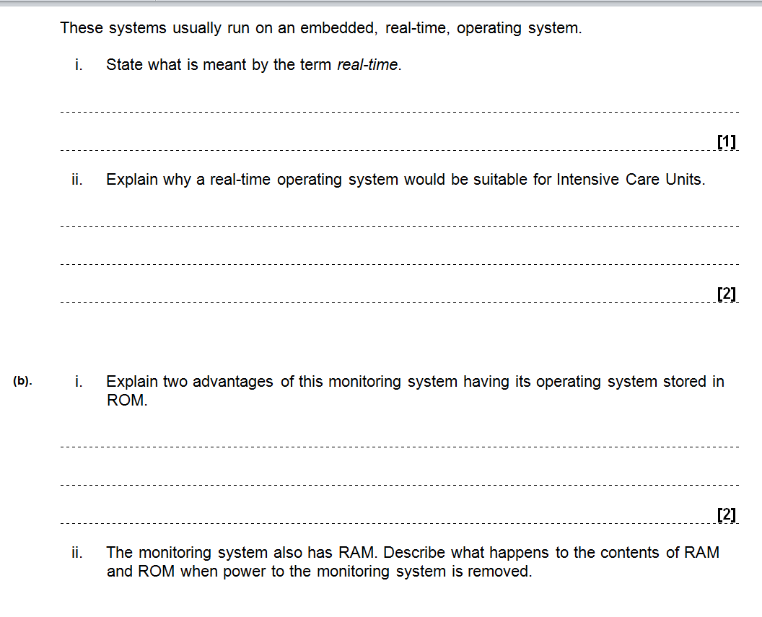 These systems usually run on an embedded, real-time, operating system.
i. State what is meant by the term real-time.
[1]
ii. Explain why a real-time operating system would be suitable for Intensive Care Units.
[2]
(b). i. Explain two advantages of this monitoring system having its operating system stored in
ROM.
[2]
ii. The monitoring system also has RAM. Describe what happens to the contents of RAM
and ROM when power to the monitoring system is removed.